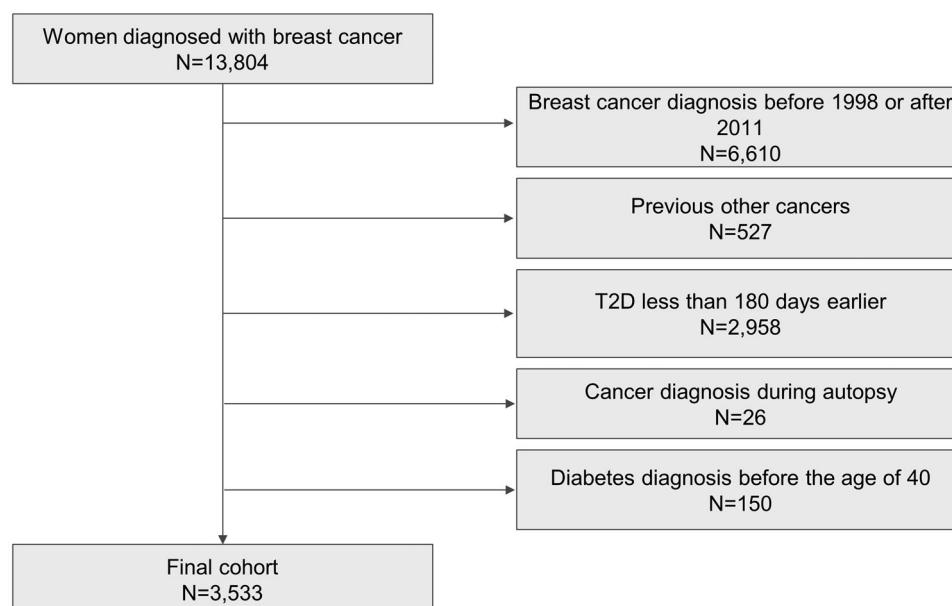 Women diagnosed with breast cancer
N=13,804
Breast cancer diagnosis before 1998 or after
2011
N=6,610
Previous other cancers
N=527
T2D less than 180 days earlier
N=2,958
Cancer diagnosis during autopsy
N=26
Diabetes diagnosis before the age of 40
N=150
Final cohort
N=3,533